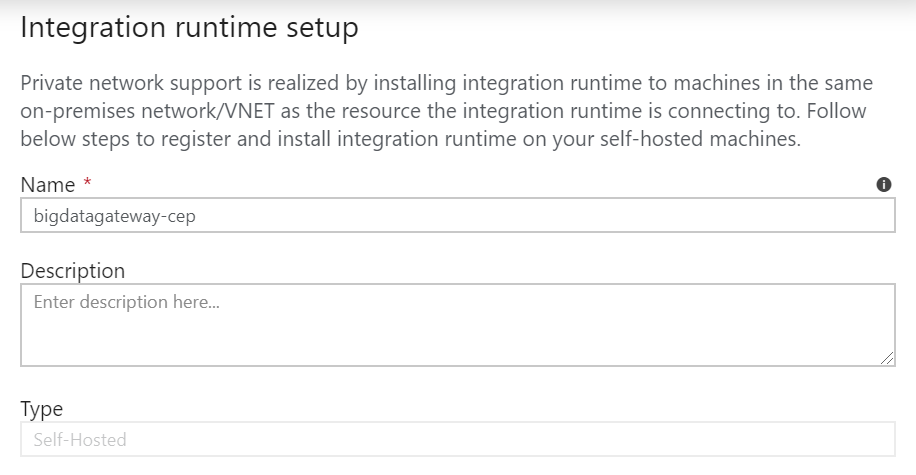 Integration runtime setup
Private network support is realized by installing integration runtime to machines in the same
on-premises network/VNET as the resource the integration runtime is connecting to. Follow
below steps to register and install integration runtime on your self-hosted machines.
Name *
bigdatagateway-cep
Description
Enter description here...
Type
Self-Hosted